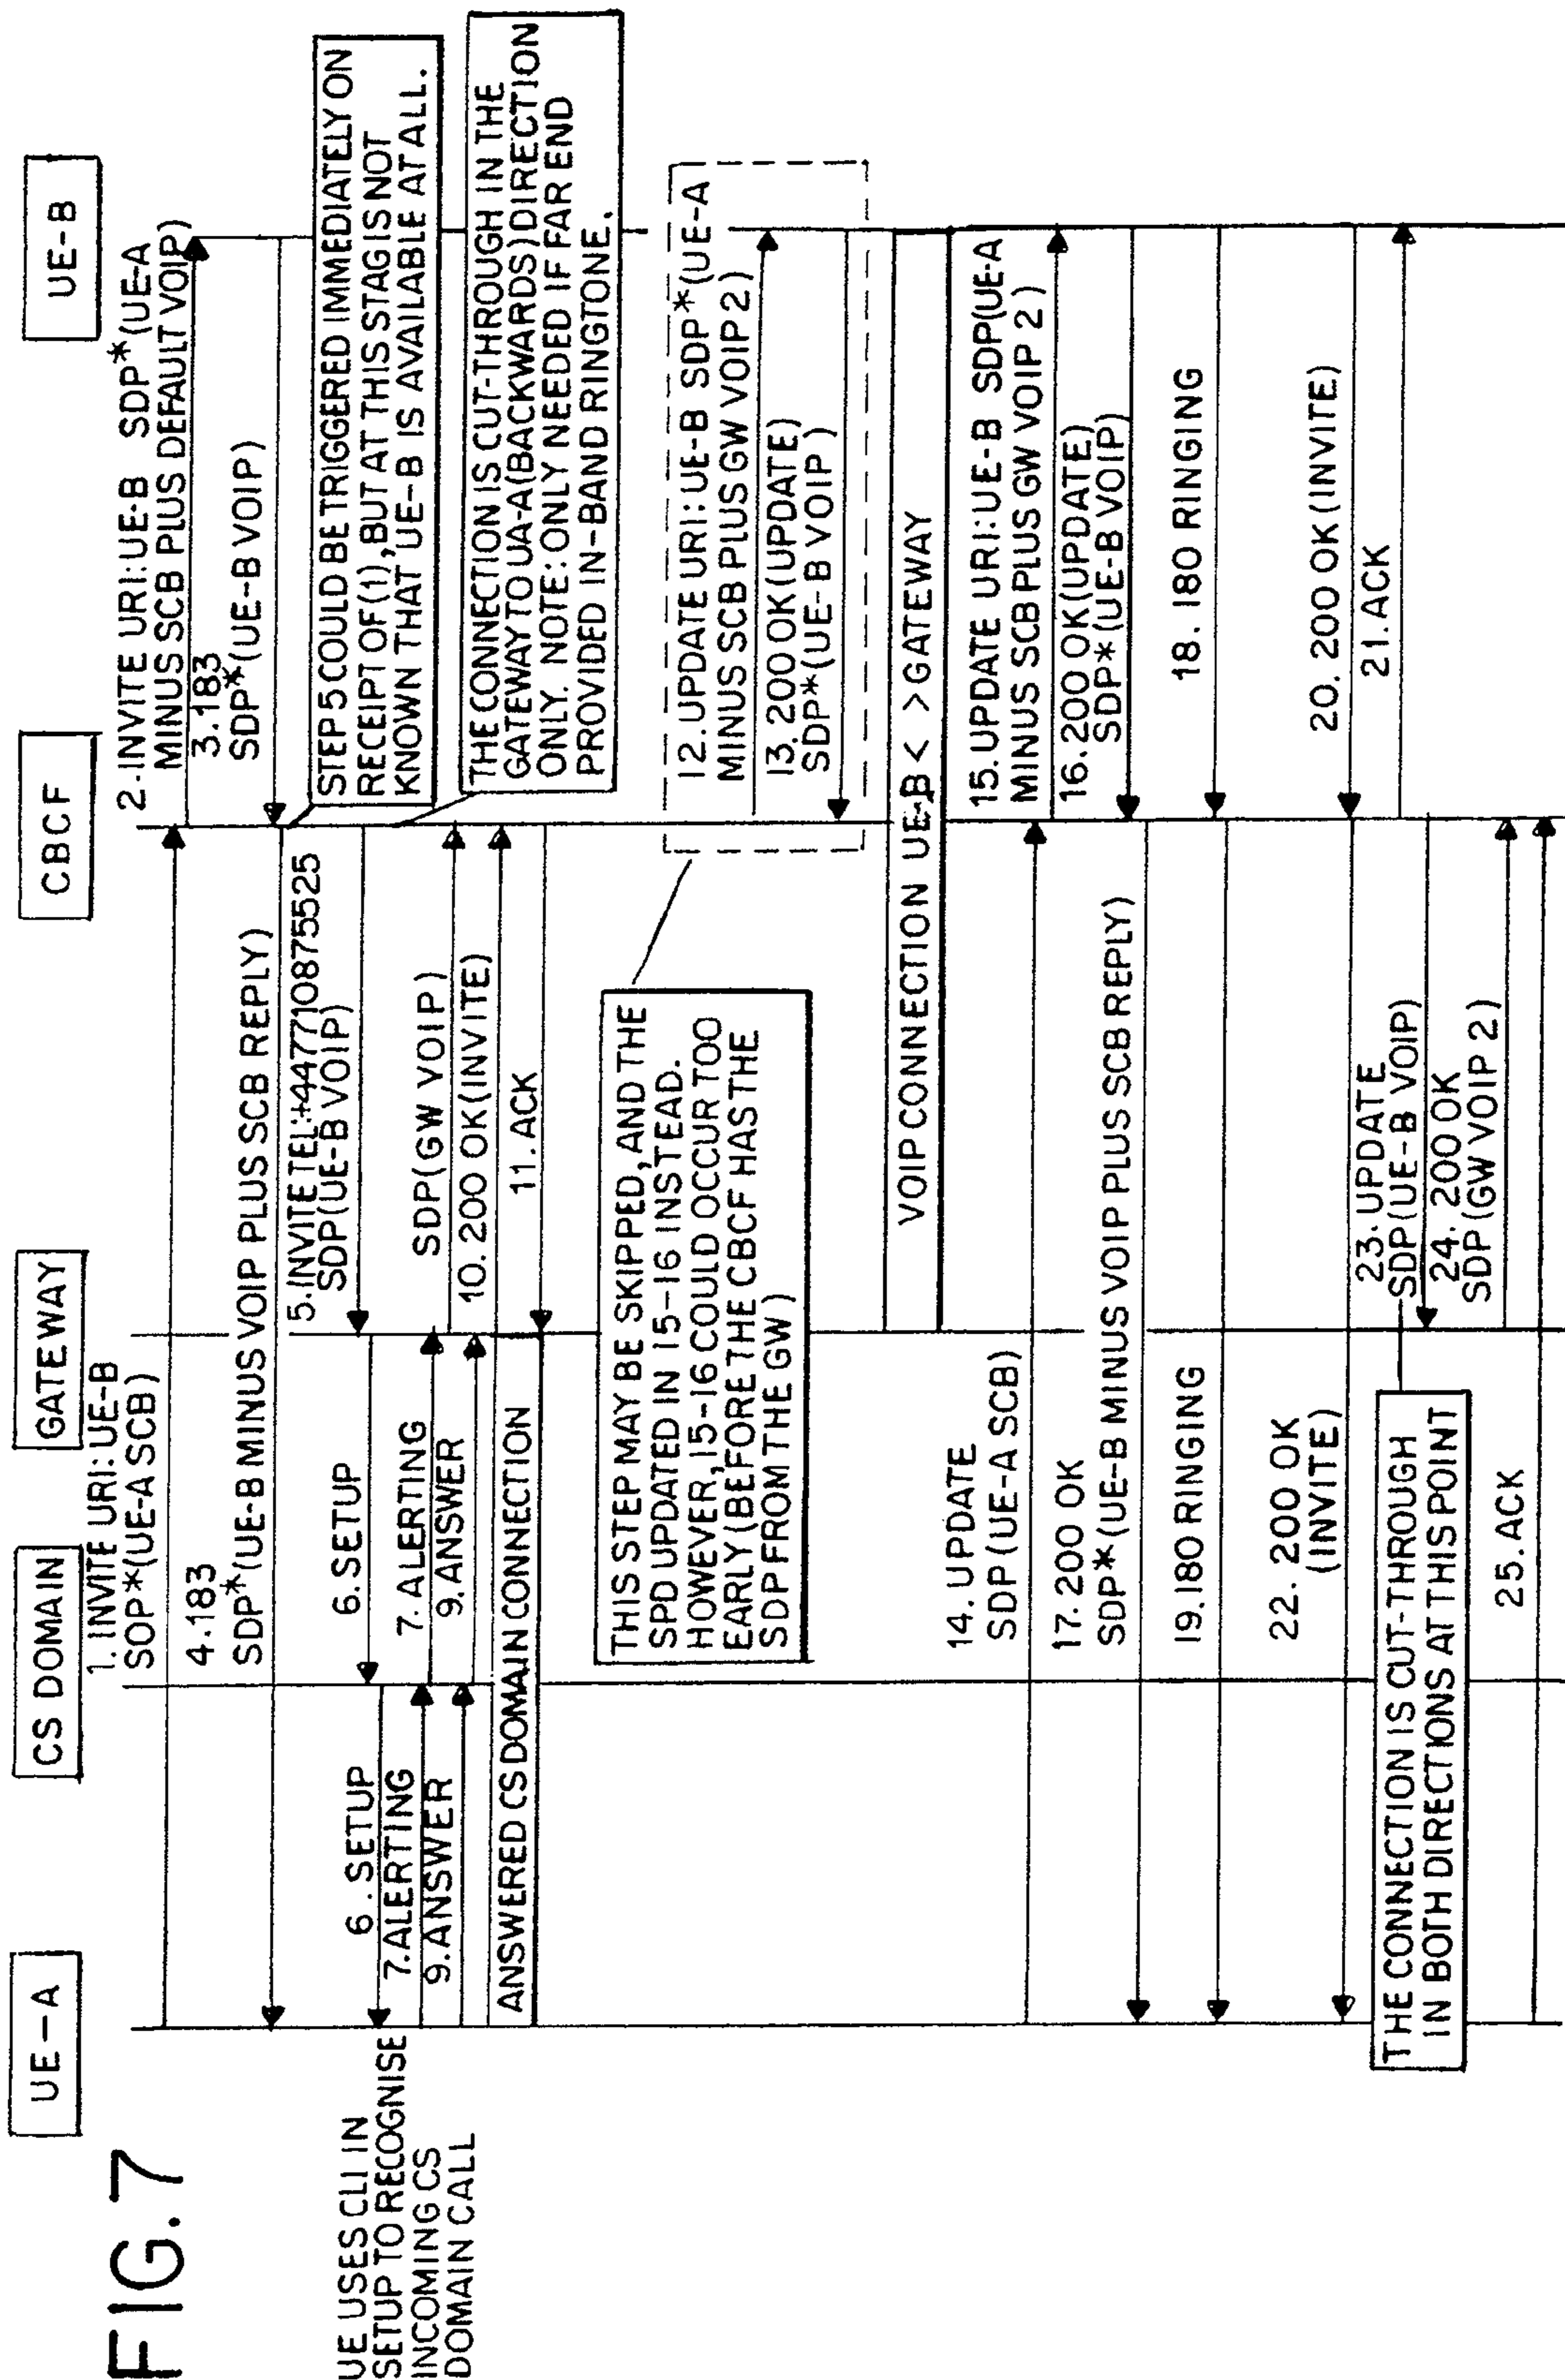 FIG. 7
UE-A
CS DOMAIN
GATEWAY
CBCF
UE-B
1. INVITE URI: UE-B
SOP*(UE-A SCB)
2. INVITE URI: UE-B SDP*(UE-A
MINUS SCB PLUS DEFAULT VOIP)
3. 183
SDP*(UE-B VOIP)
4. 183
SDP*(UE-B MINUS VOIP PLUS SCB REPLY)
STEP 5 COULD BE TRIGGERED IMMEDIATELY ON
RECEIPT OF (1), BUT AT THIS STAG IS NOT
KNOWN THAT UE-B IS AVAILABLE AT ALL.
5. INVITE TEL:+447710875525
SDP(UE-B VOIP)
UE USES CLI IN
SETUP TO RECOGNISE
INCOMING CS
DOMAIN CALL
6. SETUP
6. SETUP
7. ALERTING
7. ALERTING
9. ANSWER
9. ANSWER
SDP(GW VOIP)
10. 200 OK (INVITE)
11. ACK
THE CONNECTION IS CUT-THROUGH IN THE
GATEWAY TO UA-A (BACKWARDS) DIRECTION
ONLY. NOTE: ONLY NEEDED IF FAR END
PROVIDED IN-BAND RINGTONE.
ANSWERED CS DOMAIN CONNECTION
THIS STEP MAY BE SKIPPED, AND THE
SPD UPDATED IN 15-16 INSTEAD.
HOWEVER, 15-16 COULD OCCUR TOO
EARLY (BEFORE THE CBCF HAS THE
SDP FROM THE GW)
12. UPDATE URI: UE-B SDP*(UE-A
MINUS SCB PLUS GW VOIP 2)
13. 200 OK (UPDATE)
SDP*(UE-B VOIP)
VOIP CONNECTION UE-B < > GATEWAY
14. UPDATE
SDP (UE-A SCB)
15. UPDATE URI: UE-B SDP(UE-A
MINUS SCB PLUS GW VOIP 2)
16. 200 OK (UPDATE)
SDP*(UE-B VOIP)
17. 200 OK
SDP*(UE-B MINUS VOIP PLUS SCB REPLY)
18. 180 RINGING
19. 180 RINGING
20. 200 OK (INVITE)
21. ACK
22. 200 OK
(INVITE)
23. UPDATE
SDP(UE-B VOIP)
24. 200 OK
SDP(GW VOIP 2)
THE CONNECTION IS CUT-THROUGH
IN BOTH DIRECTIONS AT THIS POINT
25. ACK